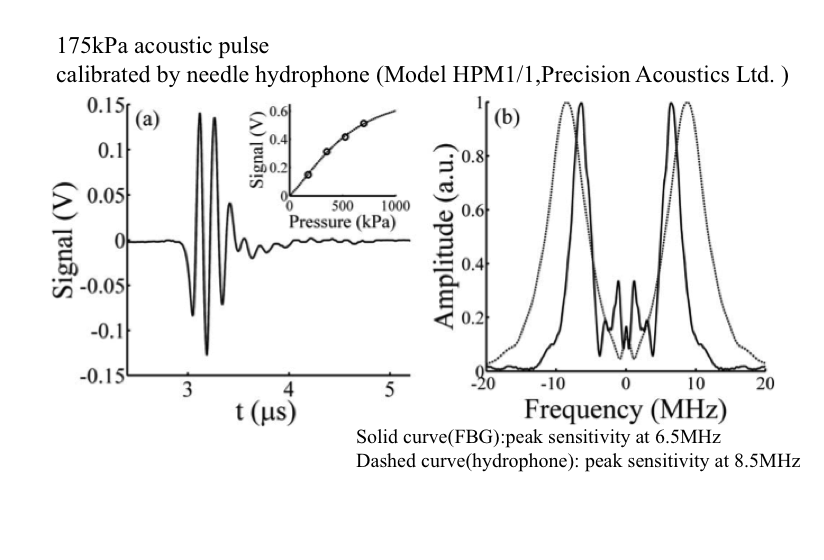 175kPa acoustic pulse
calibrated by needle hydrophone (Model HPM1/1,Precision Acoustics Ltd. )
(a)
Signal (V)
0.15
0.1
0.05
0
-0.05
-0.1
-0.15
3 4 5
t (μs)
Signal (V)
0.6
0.4
0.2
0
0 500 1000
Pressure (kPa)
(b)
Amplitude (a.u.)
1
0.8
0.6
0.4
0.2
0
-20 -10 0 10 20
Frequency (MHz)
Solid curve(FBG):peak sensitivity at 6.5MHz
Dashed curve(hydrophone): peak sensitivity at 8.5MHz